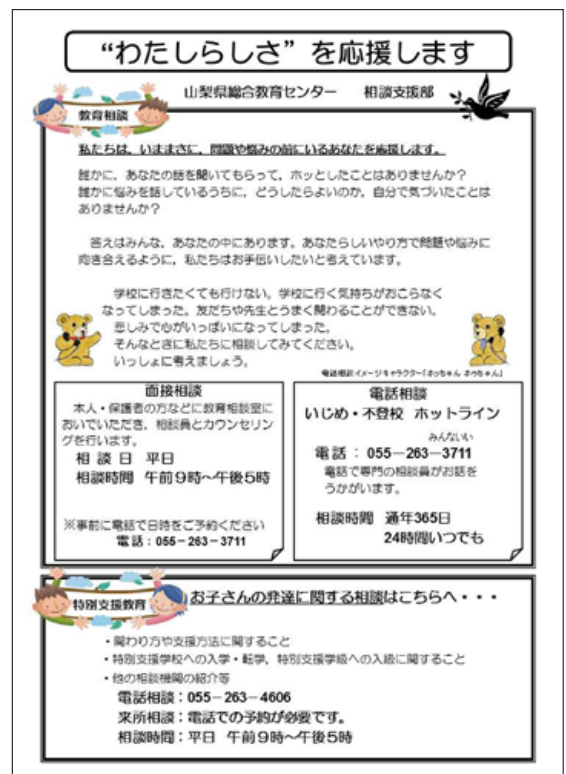 “わたしらしさ”を応援します
山梨県総合教育センター 相談支援部
教育相談
私たちは、いままさに、問題や悩みの前にいるあなたを応援します。
誰かに、あなたの話を聞いてもらって、ホッとしたことはありませんか？
誰かに悩みを話しているうちに、どうしたらよいのか、自分で気づいたことは
ありませんか？
答えはみんな、あなたの中にあります。あなたらしいやり方で問題や悩みに
向き合えるように、私たちはお手伝いしたいと考えています。
学校に行きたくても行けない。学校に行く気持ちがおこらなく
なってしまった。友だちや先生とうまく関わることができない。
悲しみで心がいっぱいになってしまった。
そんなときに私たちに相談してみてください。
いっしょに考えましょう。
電話相談イメージキャラクター「ホっちゃん ホっちゃん」
面接相談
本人・保護者の方などに教育相談室に
おいでいただき、相談員とカウンセリン
グを行います。
相談日 平日
相談時間 午前９時～午後５時
※事前に電話で日時をご予約ください
電話：055－263－3711
電話相談
いじめ・不登校 ホットライン
みんないい
電話：055－263－3711
電話で専門の相談員がお話を
うかがいます。
相談時間 通年365日
24時間いつでも
特別支援教育
お子さんの発達に関する相談はこちらへ・・・
・関わり方や支援方法に関すること
・特別支援学校への入学・転学，特別支援学級への入級に関すること
・他の相談機関の紹介等
電話相談：055－263－4606
来所相談：電話での予約が必要です。
相談時間：平日 午前９時～午後５時